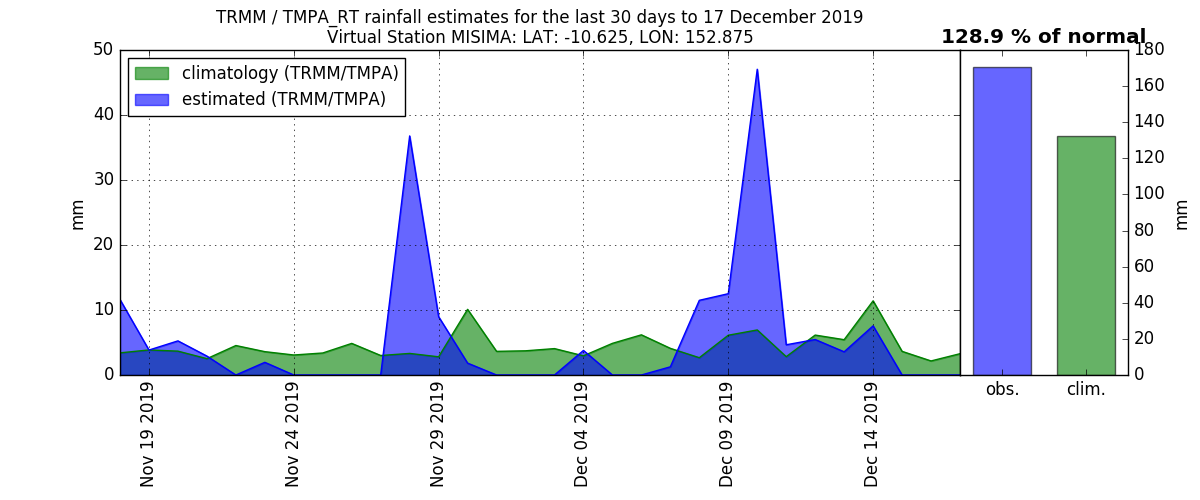 TRMM / TMPA_RT rainfall estimates for the last 30 days to 17 December 2019
Virtual Station MISIMA: LAT: -10.625, LON: 152.875
128.9 % of normal
climatology (TRMM/TMPA)
estimated (TRMM/TMPA)
50
40
30
20
10
0
mm
Nov 19 2019
Nov 24 2019
Nov 29 2019
Dec 04 2019
Dec 09 2019
Dec 14 2019
obs.
clim.
180
160
140
120
100
80
60
40
20
0
mm